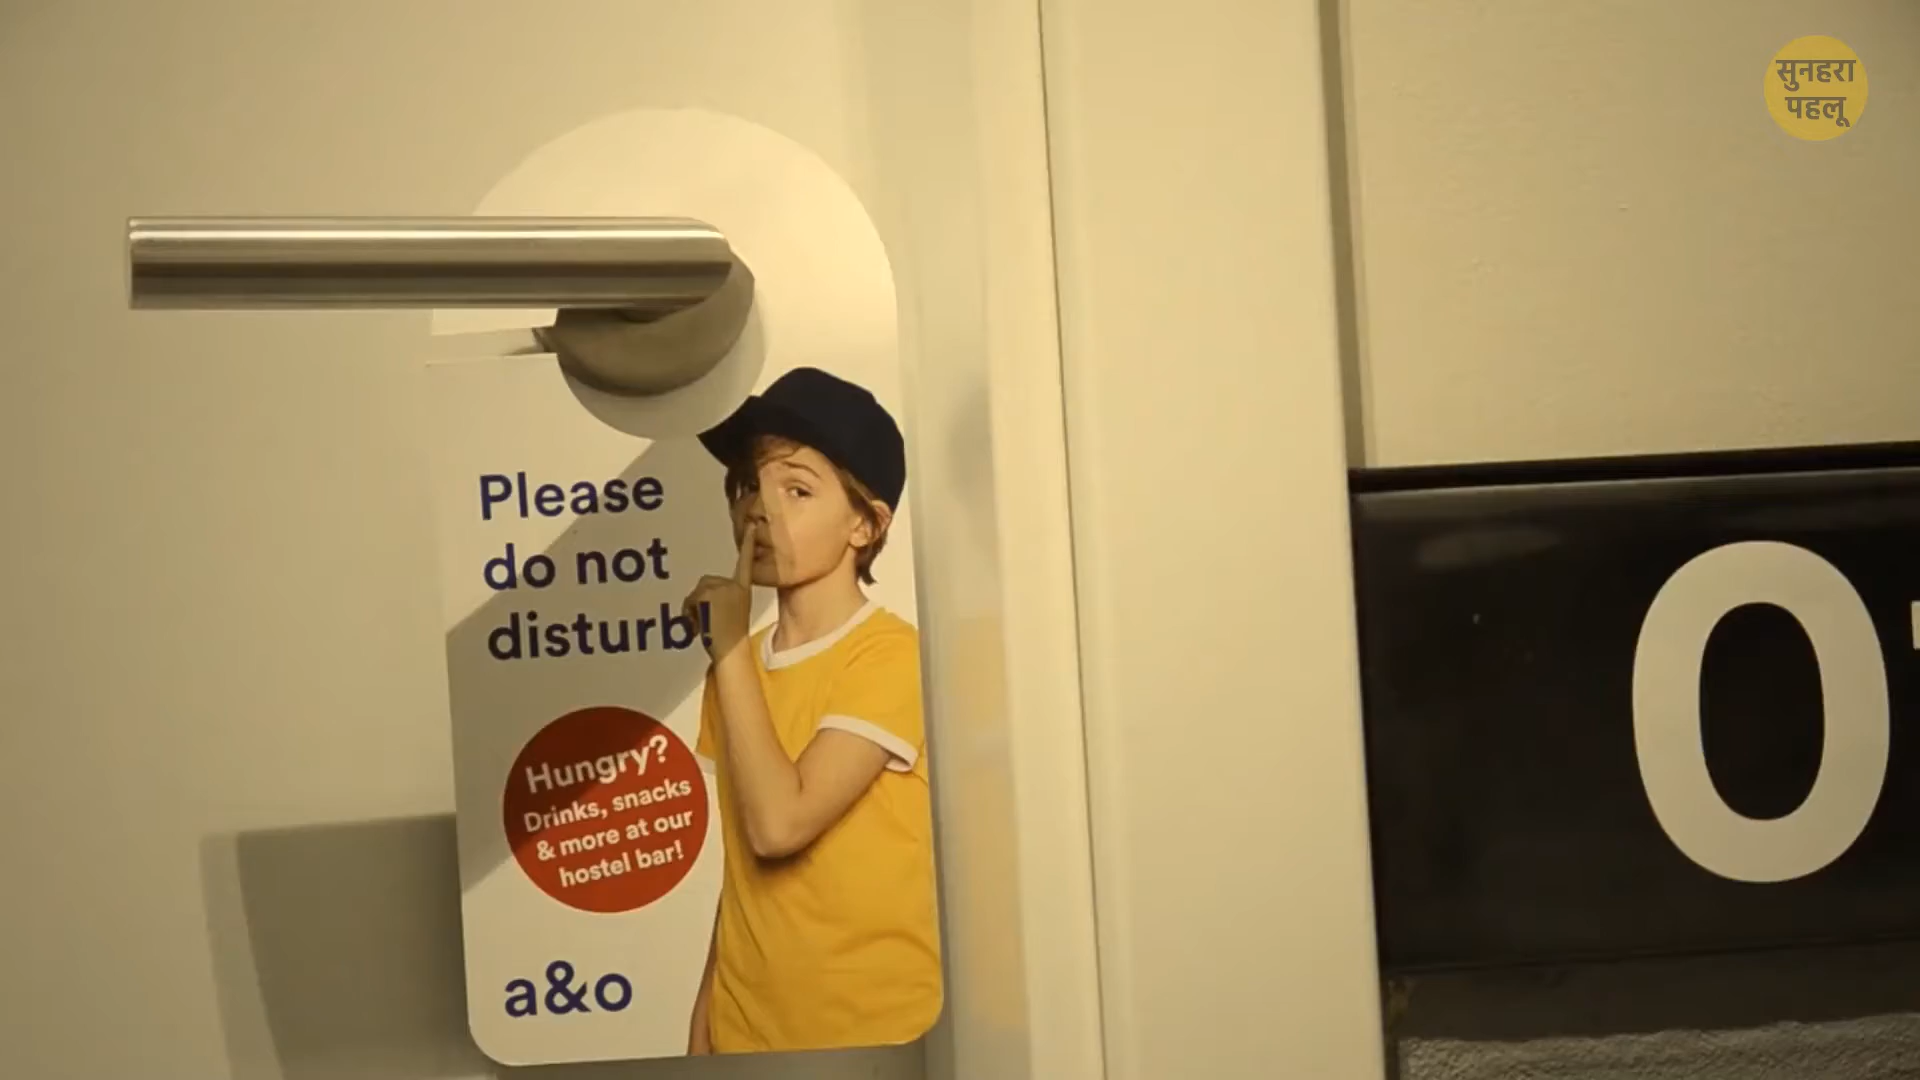 सुनहरा
पहलू
Please
do not
disturb!
Hungry?
Drinks, snacks
& more at our
hostel bar!
a&o
0